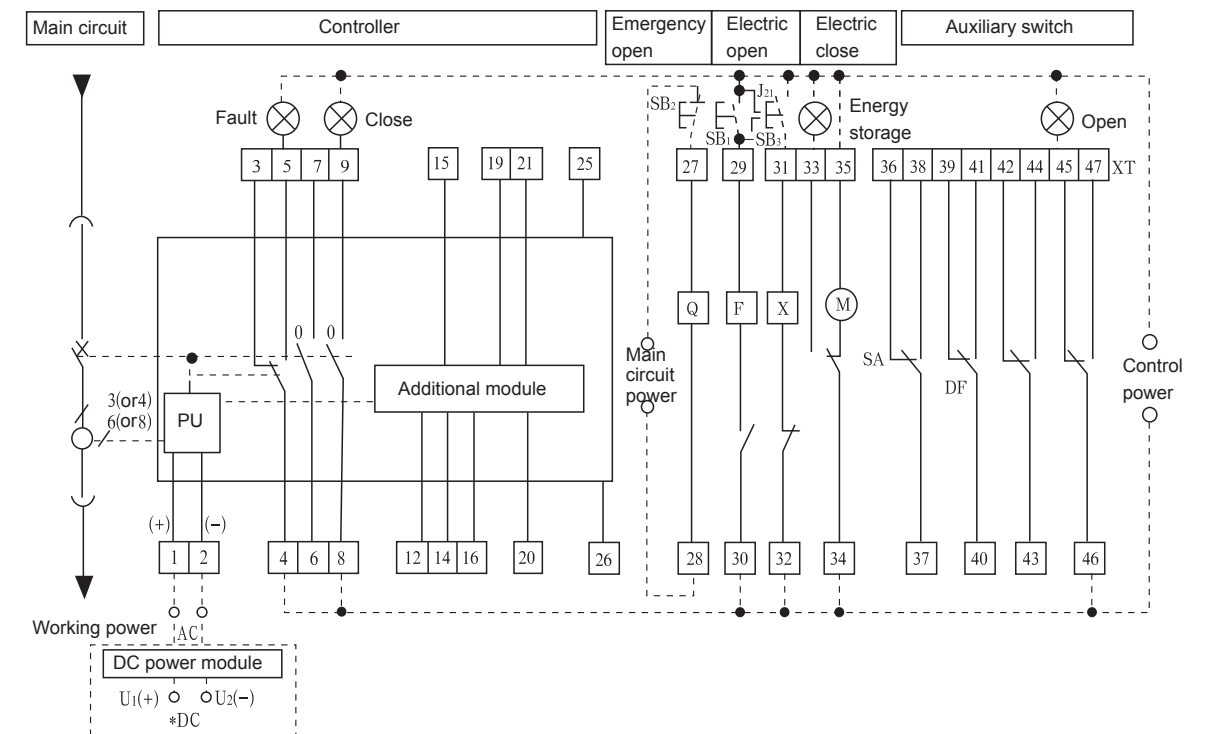 Main circuit
Controller
Emergency open
Electric open
Electric close
Auxiliary switch
Fault
Close
SB2
SB1
J21
SB3
Energy storage
Open
3 5 7 9
15
19 21
25
27
29
31 33 35
36 38 39 41 42 44 45 47 XT
0 0
Q
F
X
M
SA
DF
Main circuit power
Control power
3(or4)
6(or8)
PU
Additional module
(+) (-)
1 2
4 6 8
12 14 16
20
26
28
30
32
34
37
40
43
46
Working power
AC
DC power module
U1(+) U2(-)
*DC